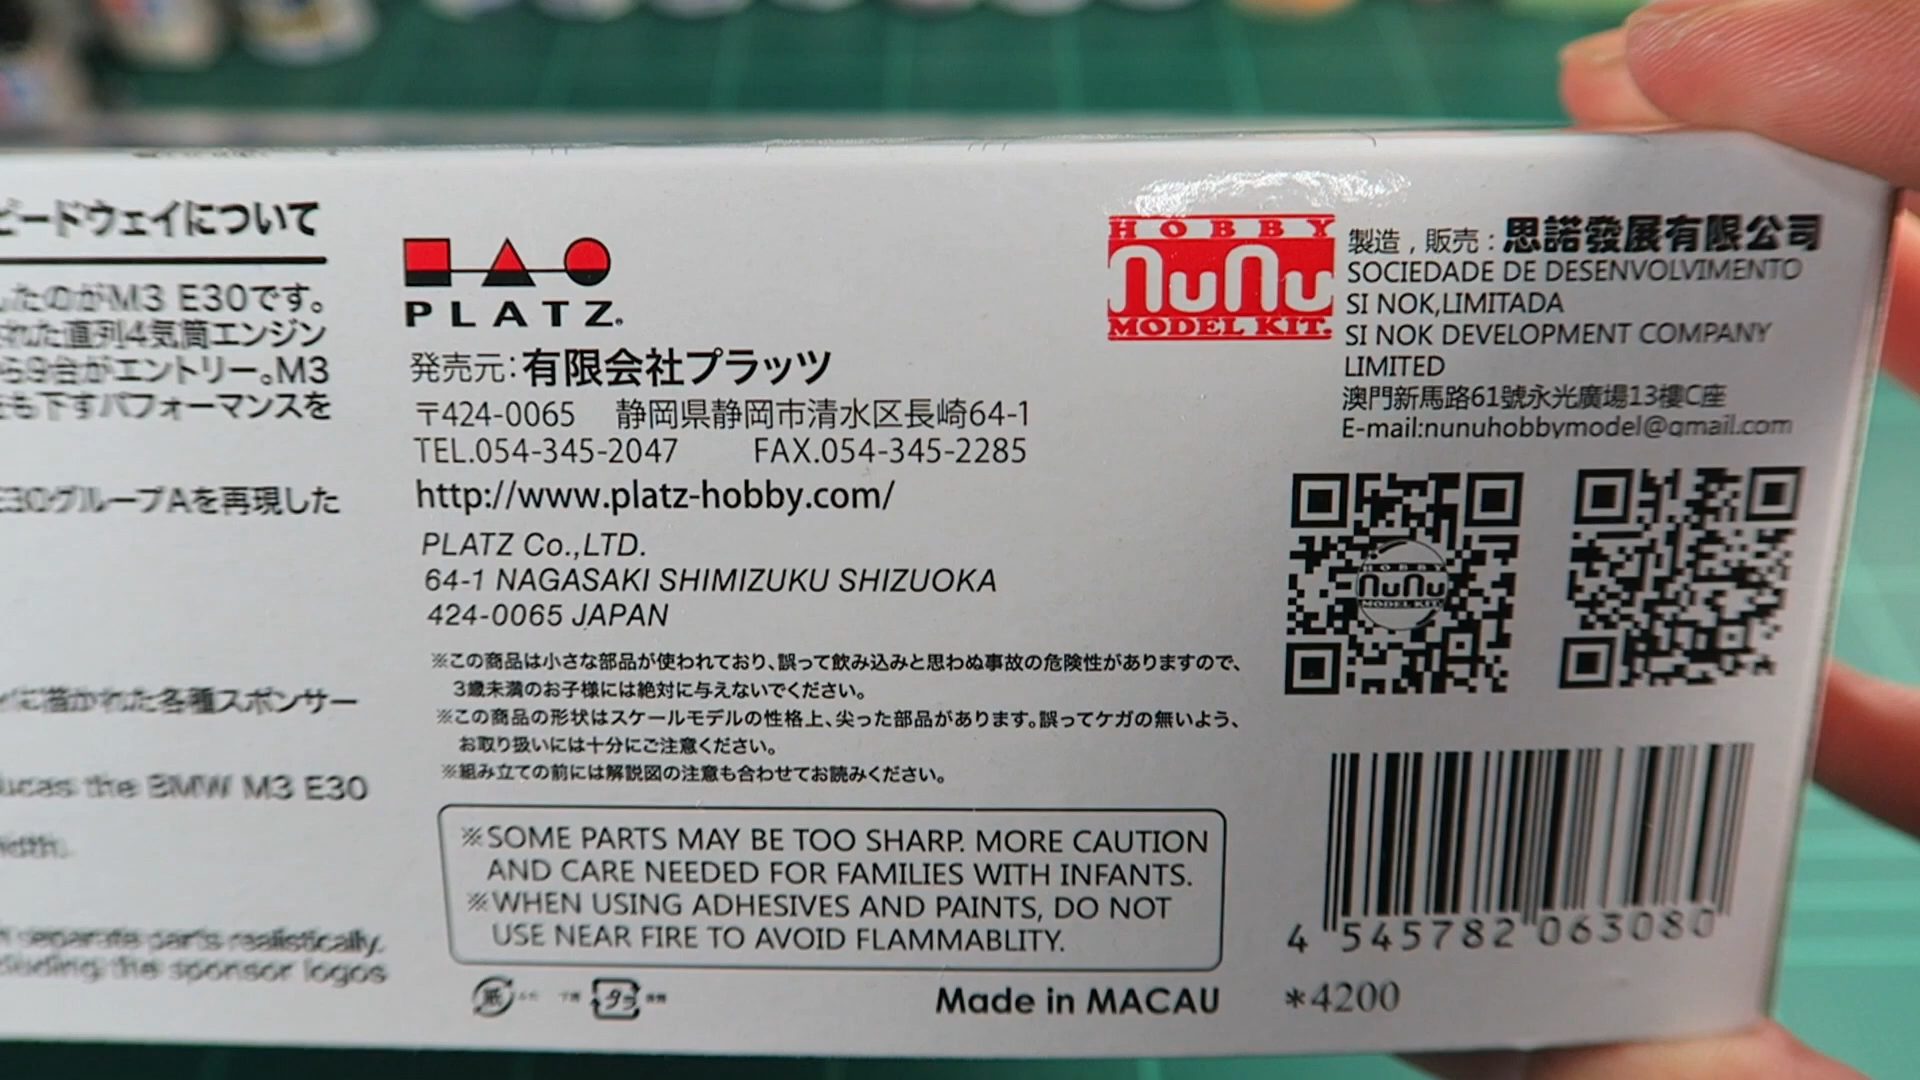 ピードウェイについて
したのがM3 E30です。
れた直列4気筒エンジン
ら9台がエントリー。M3
も下すパフォーマンスを
E30グループAを再現した
に描かれた各種スポンサー
the BMW M3 E30
separate parts realistically.
the sponsor logos
PLATZ.
発売元:有限会社プラッツ
〒424-0065 静岡県静岡市清水区長崎64-1
TEL.054-345-2047 FAX.054-345-2285
http://www.platz-hobby.com/
PLATZ Co.,LTD.
64-1 NAGASAKI SHIMIZUKU SHIZUOKA
424-0065 JAPAN
※この商品は小さな部品が使われており、誤って飲み込みと思わぬ事故の危険性がありますので、
3歳未満のお子様には絶対に与えないでください。
※この商品の形状はスケールモデルの性格上、尖った部品があります。誤ってケガの無いよう、
お取り扱いには十分にご注意ください。
※組み立ての前には解説図の注意も合わせてお読みください。
※SOME PARTS MAY BE TOO SHARP. MORE CAUTION
AND CARE NEEDED FOR FAMILIES WITH INFANTS.
※WHEN USING ADHESIVES AND PAINTS, DO NOT
USE NEAR FIRE TO AVOID FLAMMABLITY.
紙
プラ
Made in MACAU
HOBBY
nunu
MODEL KIT.
製造,販売:思諾發展有限公司
SOCIEDADE DE DESENVOLVIMENTO
SI NOK,LIMITADA
SI NOK DEVELOPMENT COMPANY
LIMITED
澳門新馬路61號永光廣場13樓C座
E-mail:nunuhobbymodel@gmail.com
HOBBY
nunu
MODEL KIT.
4 545782 063080
*4200